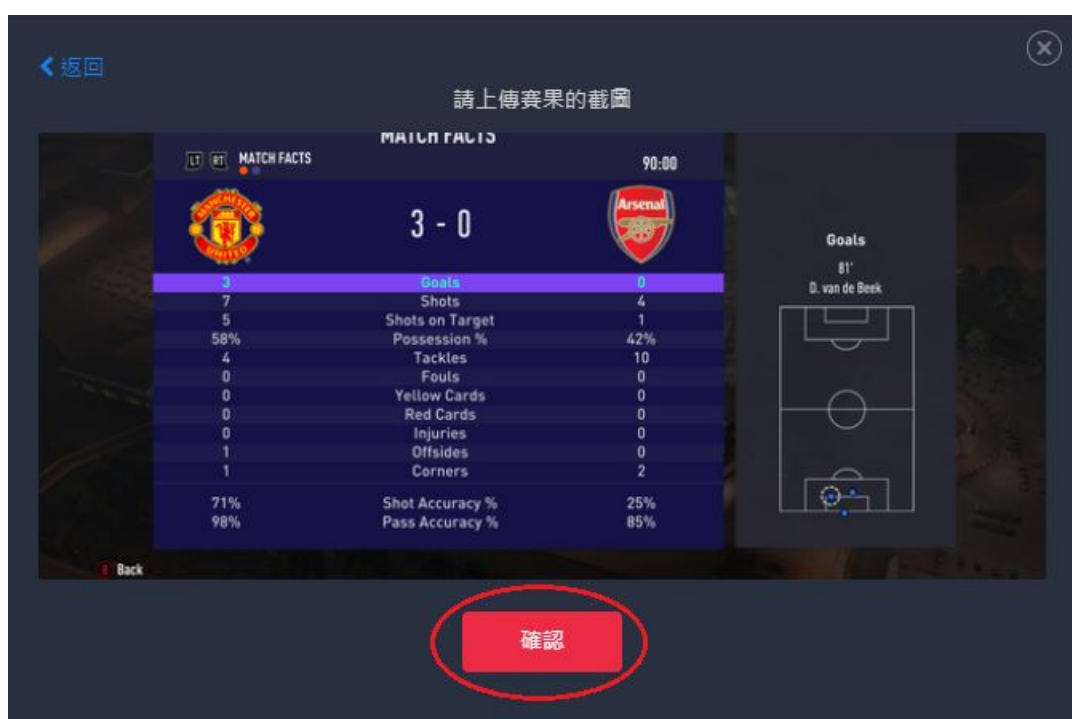 返回
請上傳賽果的截圖
MATCH FACTS
LT RT MATCH FACTS 90:00
3 - 0
MANCHESTER UNITED
Arsenal
3 Goals 0
7 Shots 4
5 Shots on Target 1
58% Possession % 42%
4 Tackles 10
0 Fouls 0
0 Yellow Cards 0
0 Red Cards 0
0 Injuries 0
1 Offsides 0
1 Corners 2
71% Shot Accuracy % 25%
98% Pass Accuracy % 85%
Goals
81'
D. van de Beek
B Back
確認